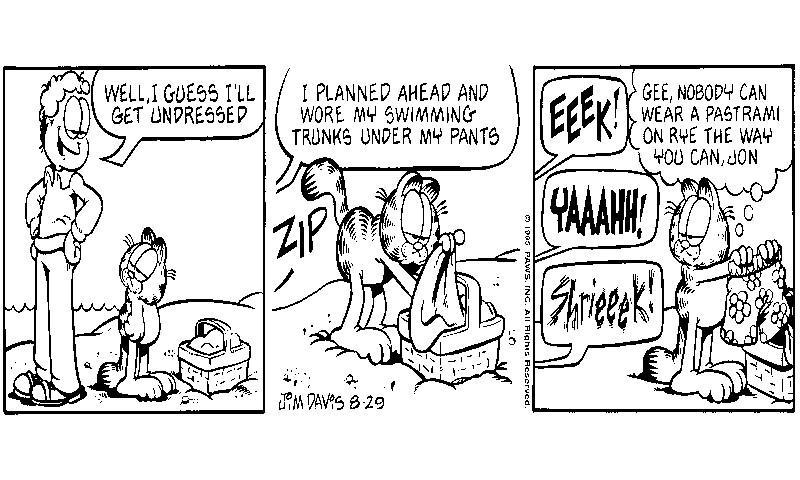 WELL, I GUESS I'LL
GET UNDRESSED
I PLANNED AHEAD AND
WORE MY SWIMMING
TRUNKS UNDER MY PANTS
ZIP
JIM DAVIS 8·29
© 1996 PAWS, INC. All Rights Reserved.
EEEK!
YAAAHH!
Shrieeek!
GEE, NOBODY CAN
WEAR A PASTRAMI
ON RYE THE WAY
YOU CAN, JON